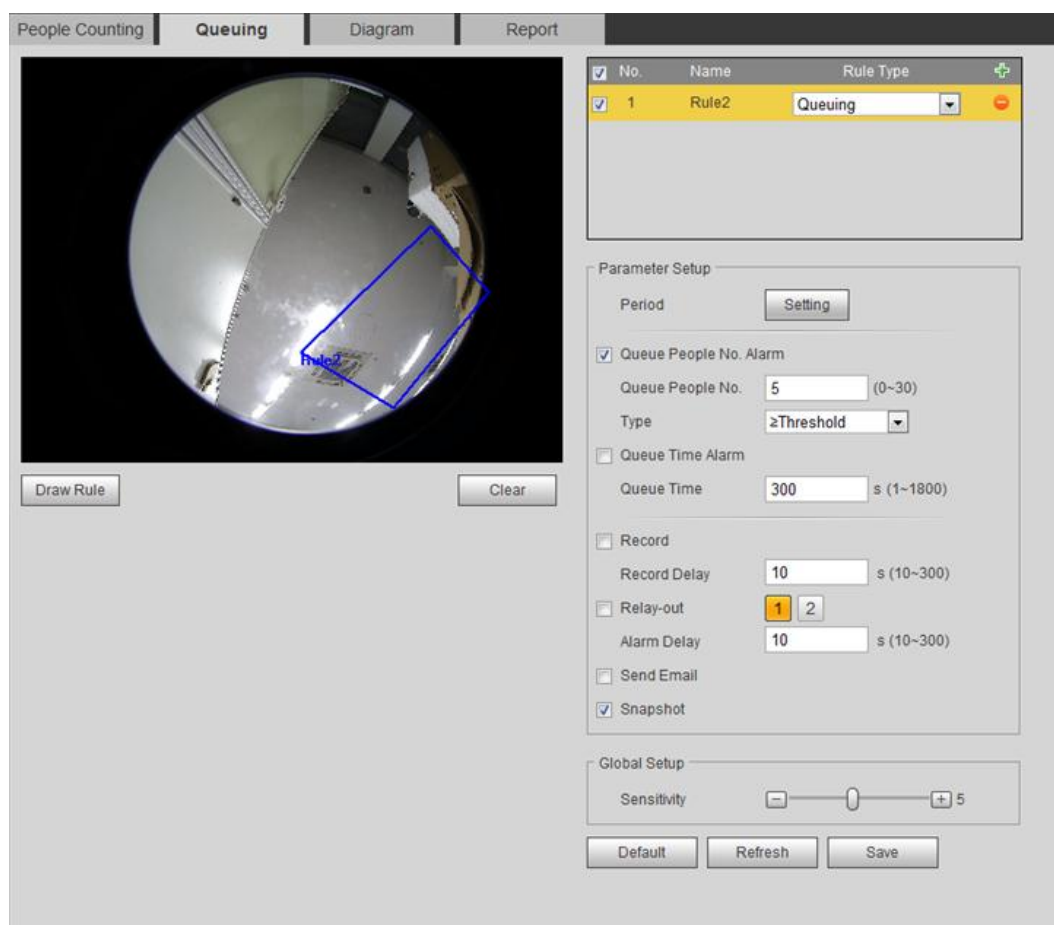 People Counting Queuing Diagram Report
No. Name Rule Type
1 Rule2 Queuing
Rule2
Draw Rule Clear
Parameter Setup
Period Setting
Queue People No. Alarm
Queue People No. 5 (0~30)
Type ≥Threshold
Queue Time Alarm
Queue Time 300 s (1~1800)
Record
Record Delay 10 s (10~300)
Relay-out 1 2
Alarm Delay 10 s (10~300)
Send Email
Snapshot
Global Setup
Sensitivity 5
Default Refresh Save